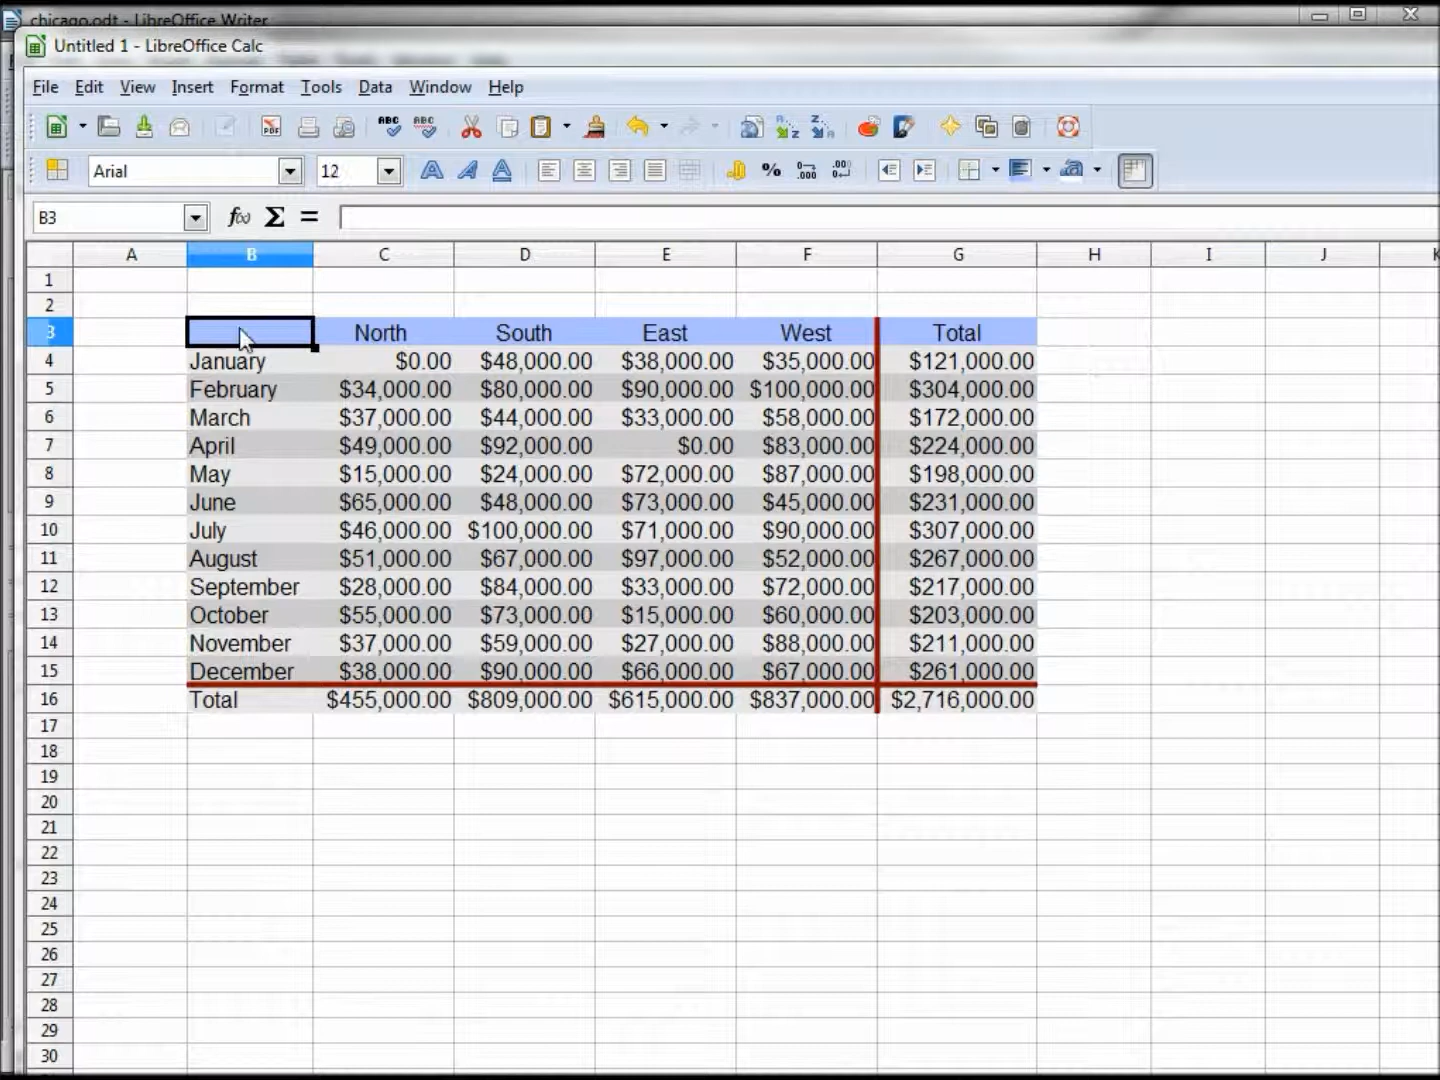 chicago.odt - LibreOffice Writer
Untitled 1 - LibreOffice Calc
File Edit View Insert Format Tools Data Window Help
PDF ABC ABC A Z Z A
Arial 12 A A A % 0→ .000 .00 0←
B3 f(x) Σ =
A B C D E F G H I J K
1
2
3 North South East West Total
4 January $0.00 $48,000.00 $38,000.00 $35,000.00 $121,000.00
5 February $34,000.00 $80,000.00 $90,000.00 $100,000.00 $304,000.00
6 March $37,000.00 $44,000.00 $33,000.00 $58,000.00 $172,000.00
7 April $49,000.00 $92,000.00 $0.00 $83,000.00 $224,000.00
8 May $15,000.00 $24,000.00 $72,000.00 $87,000.00 $198,000.00
9 June $65,000.00 $48,000.00 $73,000.00 $45,000.00 $231,000.00
10 July $46,000.00 $100,000.00 $71,000.00 $90,000.00 $307,000.00
11 August $51,000.00 $67,000.00 $97,000.00 $52,000.00 $267,000.00
12 September $28,000.00 $84,000.00 $33,000.00 $72,000.00 $217,000.00
13 October $55,000.00 $73,000.00 $15,000.00 $60,000.00 $203,000.00
14 November $37,000.00 $59,000.00 $27,000.00 $88,000.00 $211,000.00
15 December $38,000.00 $90,000.00 $66,000.00 $67,000.00 $261,000.00
16 Total $455,000.00 $809,000.00 $615,000.00 $837,000.00 $2,716,000.00
17
18
19
20
21
22
23
24
25
26
27
28
29
30